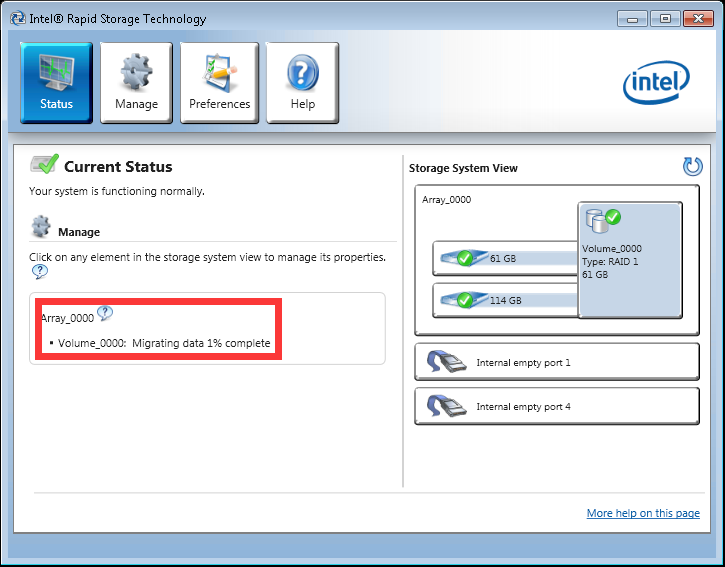 Intel® Rapid Storage Technology
Status
Manage
Preferences
Help
intel
Current Status
Your system is functioning normally.
Manage
Click on any element in the storage system view to manage its properties.
Array_0000
Volume_0000: Migrating data 1% complete
Storage System View
Array_0000
61 GB
114 GB
Volume_0000
Type: RAID 1
61 GB
Internal empty port 1
Internal empty port 4
More help on this page